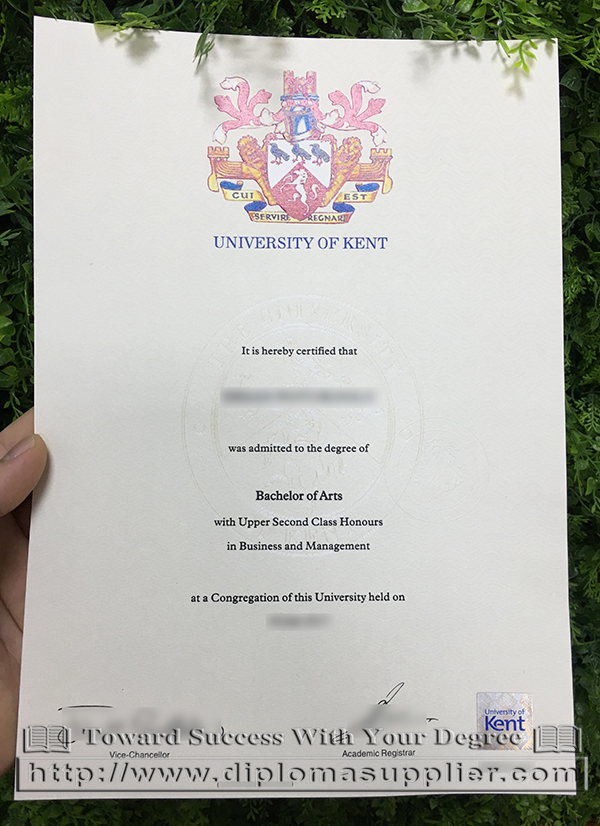 CUI
EST
SERVIRE
REGNARE
UNIVERSITY OF KENT
THE UNIVERSITY
It is hereby certified that
was admitted to the degree of
Bachelor of Arts
with Upper Second Class Honours
in Business and Management
at a Congregation of this University held on
University of
Kent
Toward Success With Your Degree
Vice-Chancellor
Academic Registrar
http://www.diplomasupplier.com